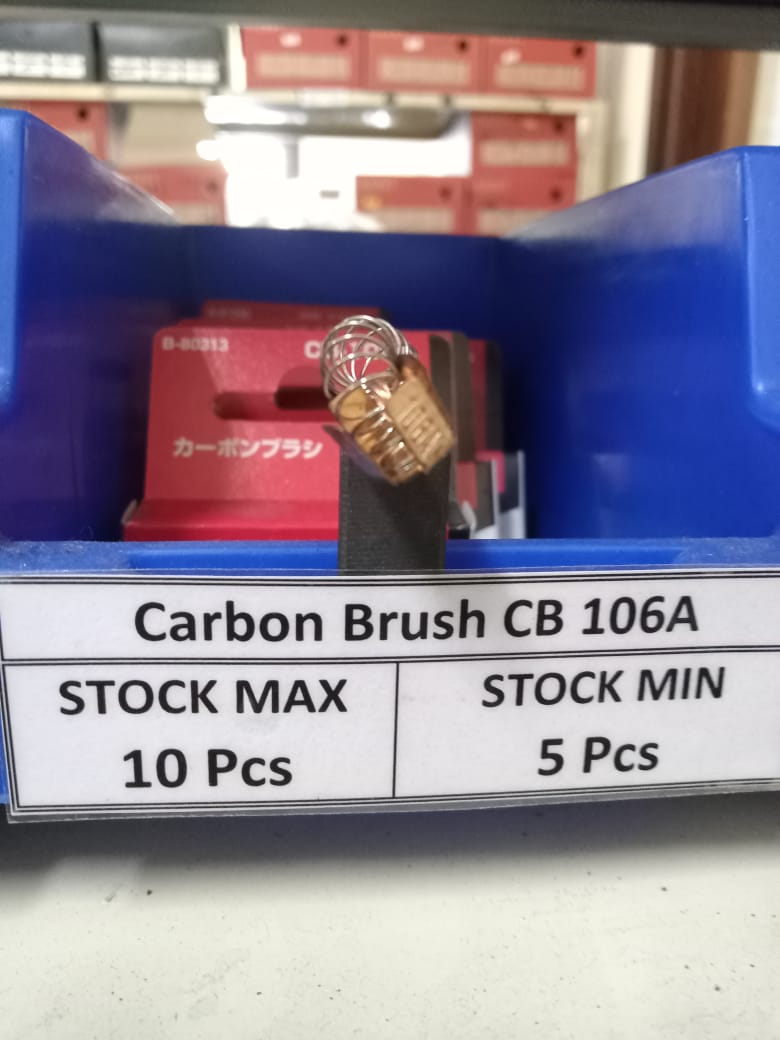 B-80313
カーボンブラシ
Carbon Brush CB 106A
STOCK MAX
STOCK MIN
10 Pcs
5 Pcs